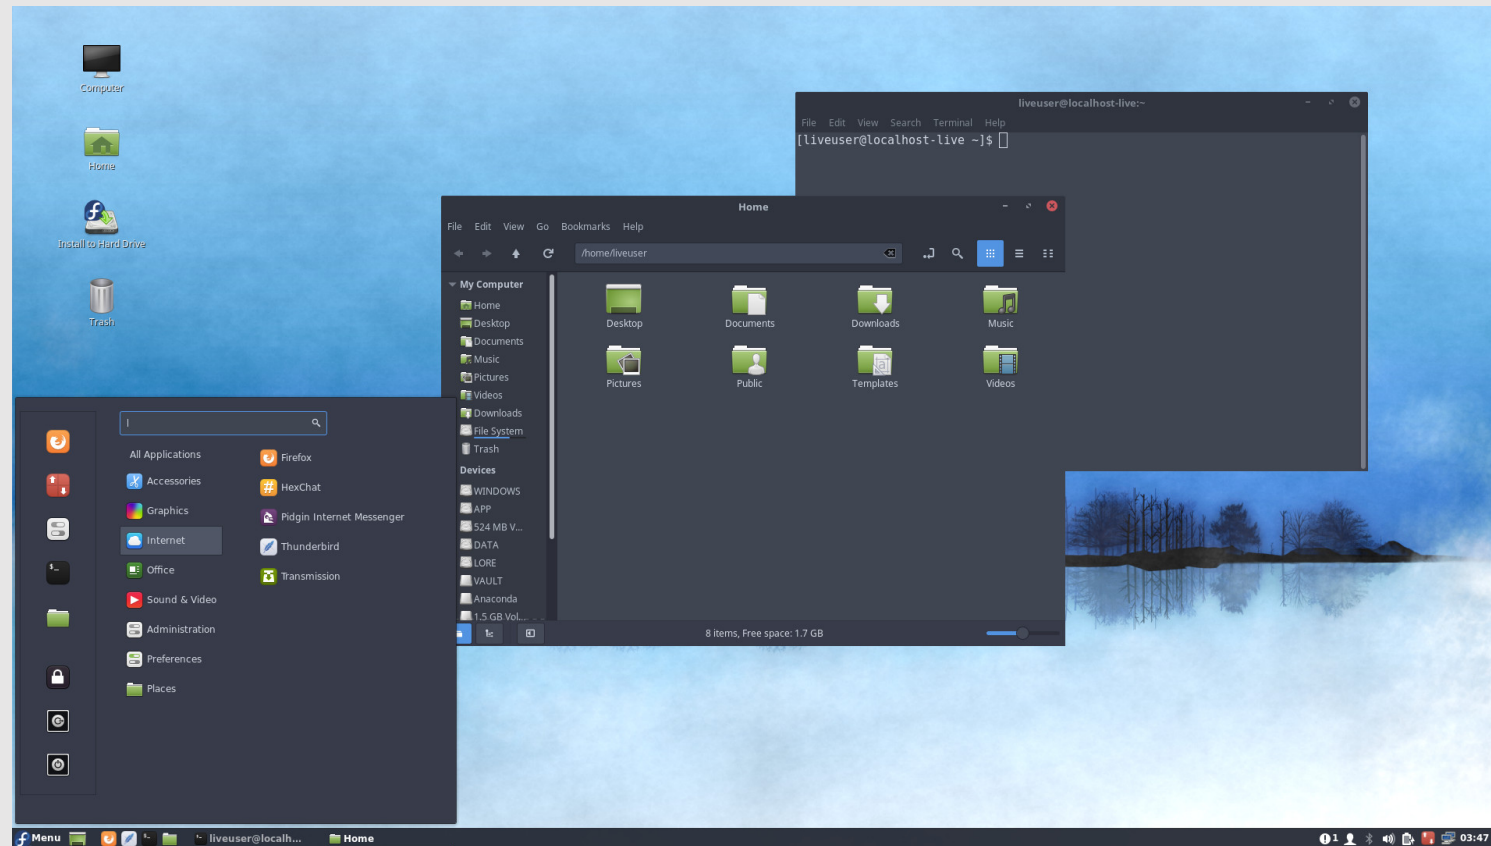 Computer
Home
Install to Hard Drive
Trash
liveuser@localhost-live:~
File Edit View Search Terminal Help
[liveuser@localhost-live ~]$
Home
File Edit View Go Bookmarks Help
/home/liveuser
My Computer
Home
Desktop
Documents
Music
Pictures
Videos
Downloads
File System
Trash
Devices
WINDOWS
APP
524 MB V...
DATA
LORE
VAULT
Anaconda
1.5 GB Vol...
Desktop Documents Downloads Music
Pictures Public Templates Videos
8 items, Free space: 1.7 GB
All Applications
Accessories
Graphics
Internet
Office
Sound & Video
Administration
Preferences
Places
Firefox
HexChat
Pidgin Internet Messenger
Thunderbird
Transmission
Menu liveuser@localh... Home 1 03:47